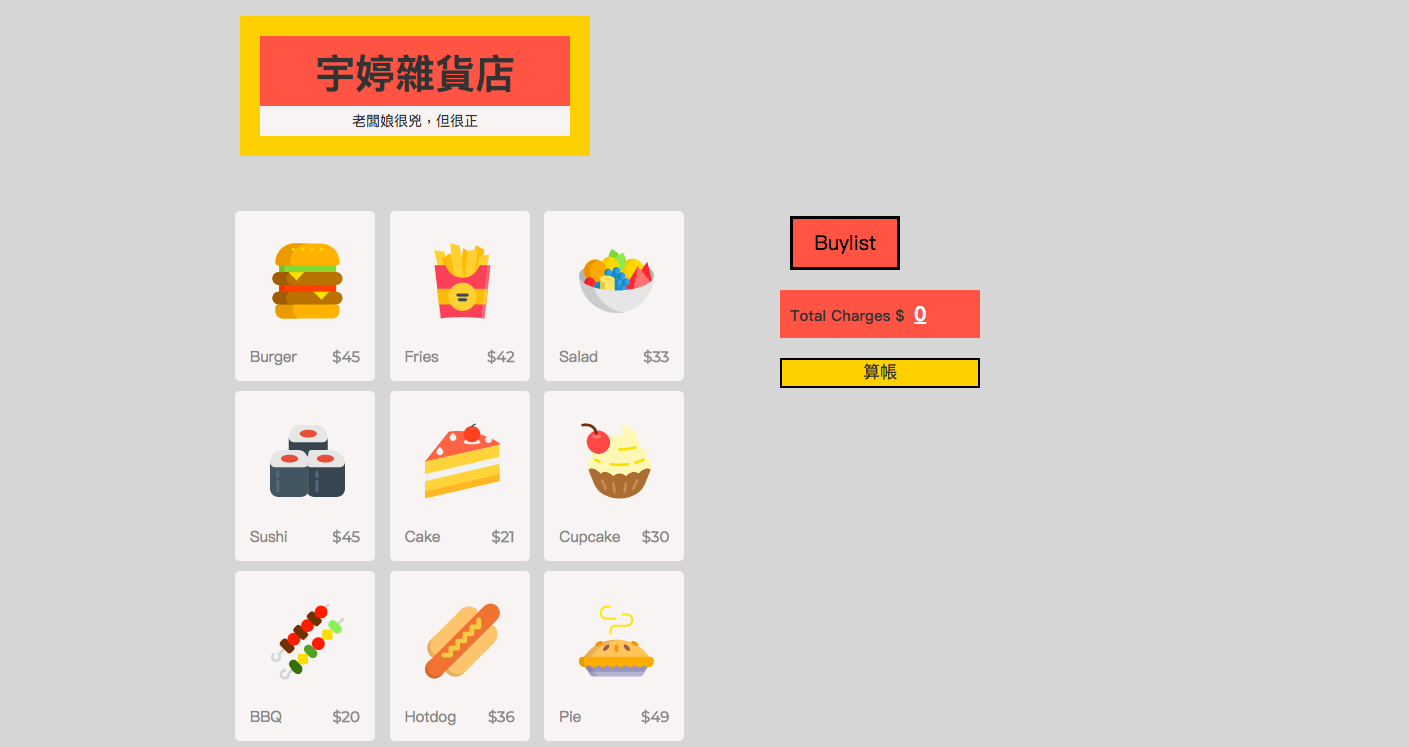 宇婷雜貨店
老闆娘很兇，但很正
Burger $45
Fries $42
Salad $33
Sushi $45
Cake $21
Cupcake $30
BBQ $20
Hotdog $36
Pie $49
Buylist
Total Charges $ 0
算帳